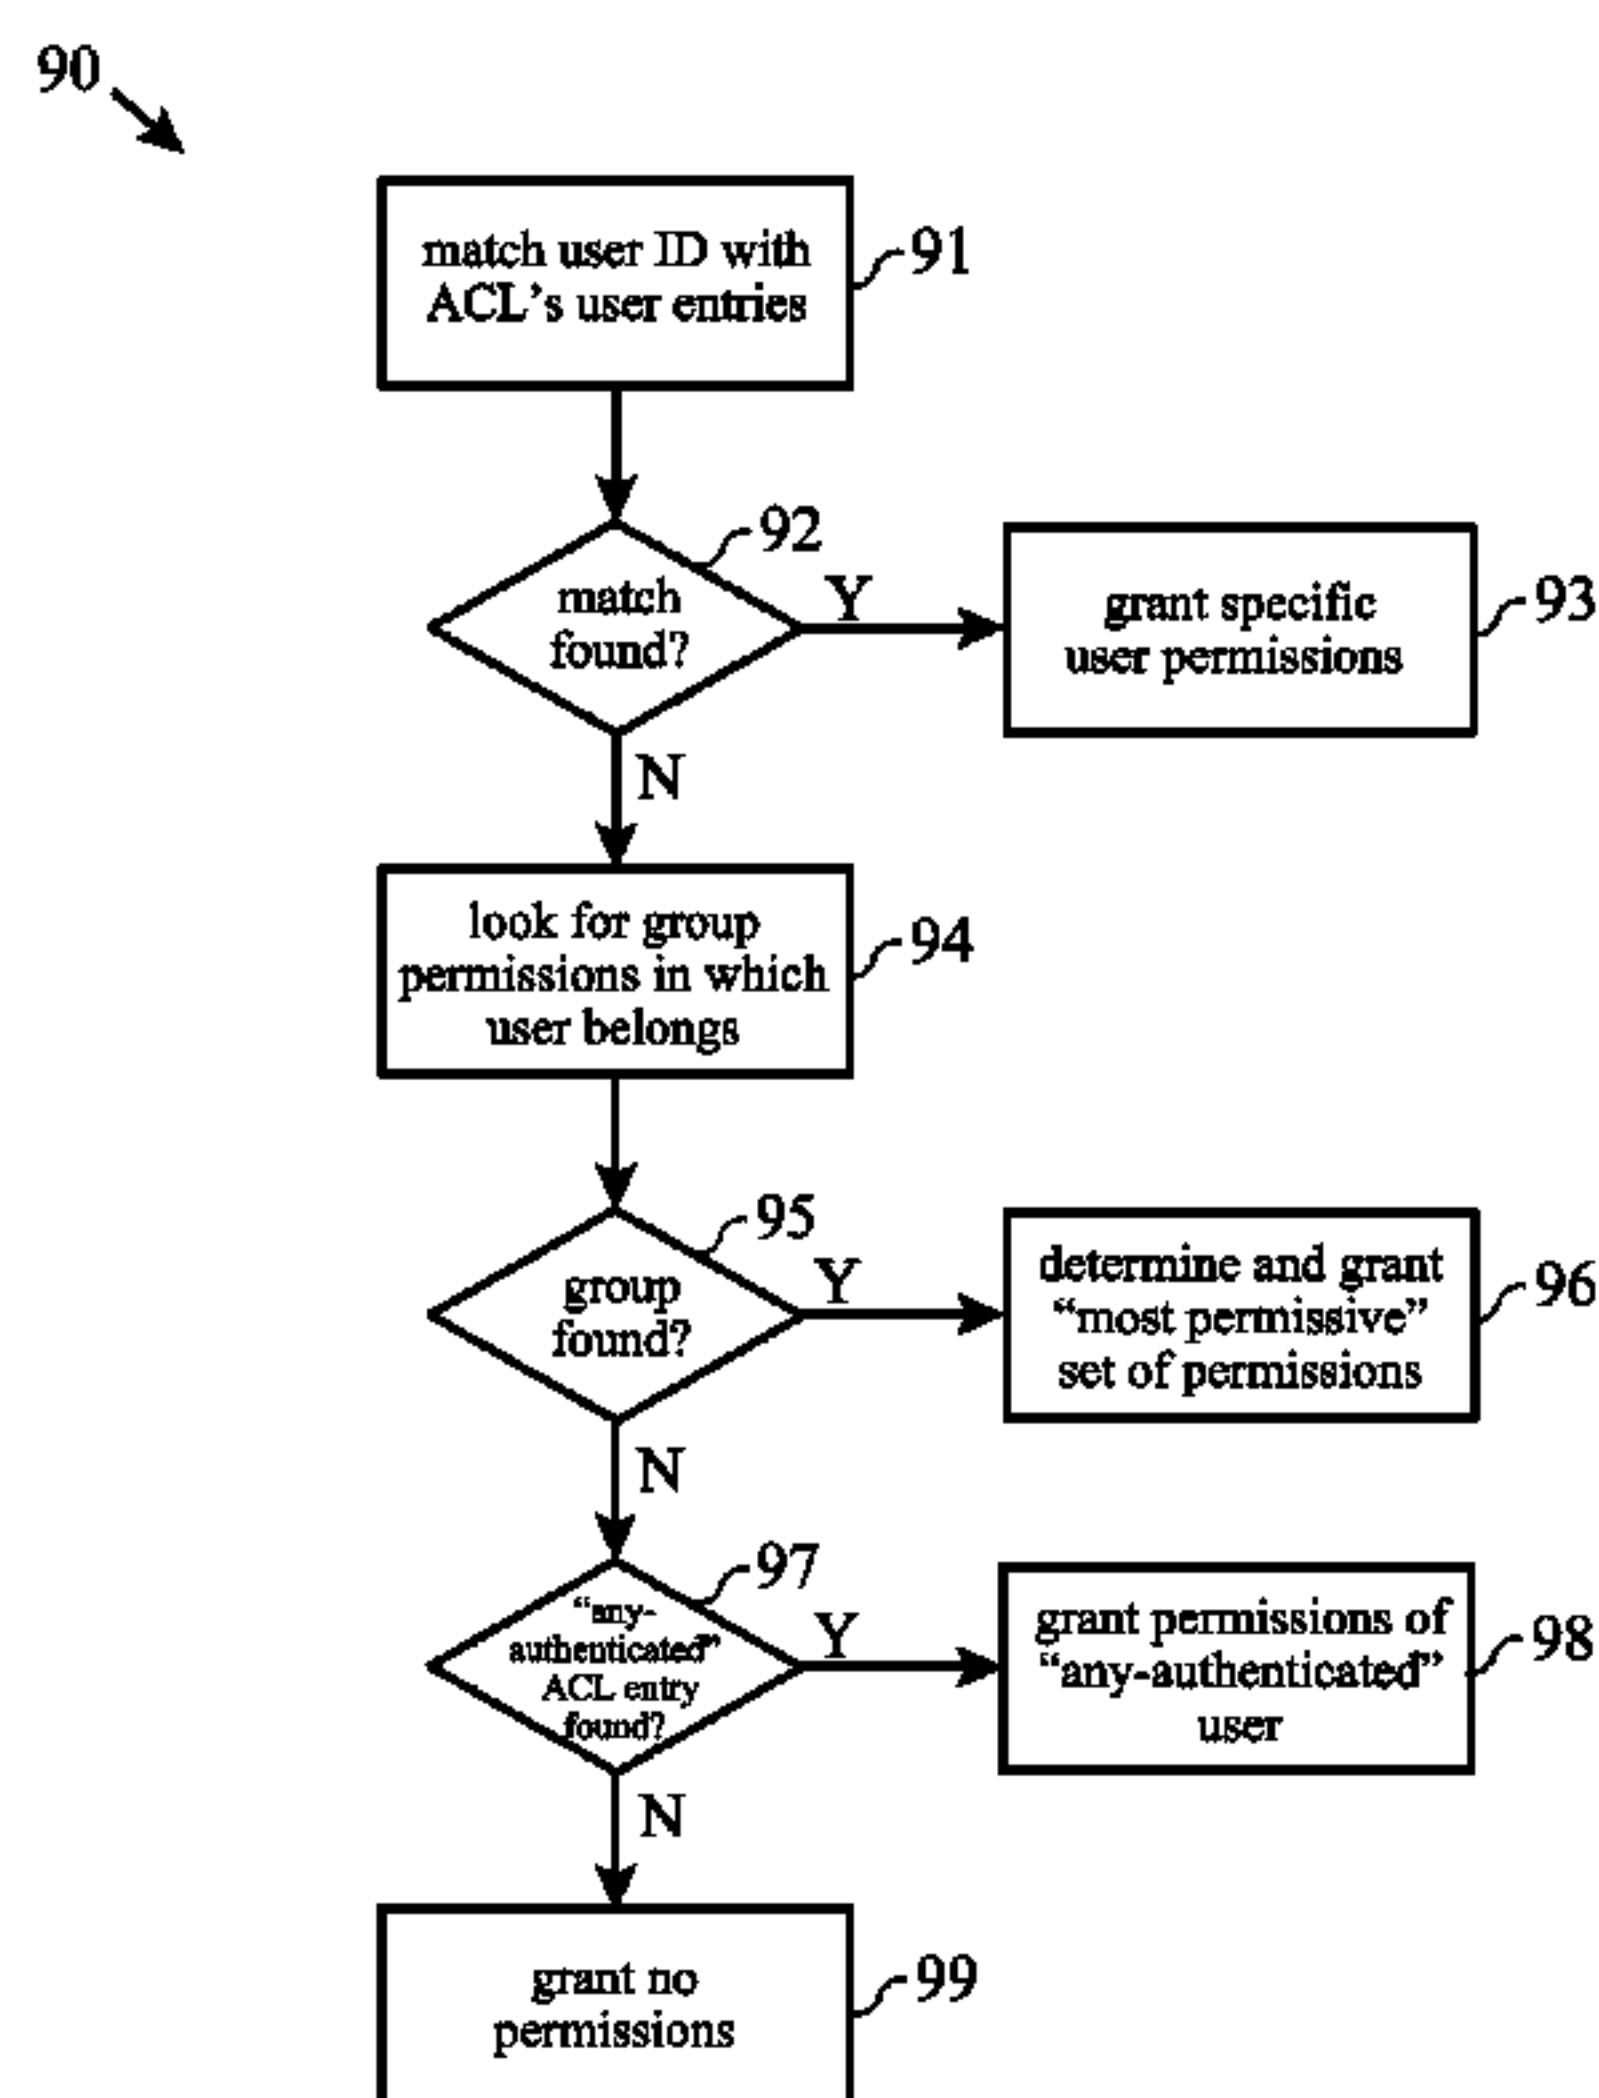 90
match user ID with
ACL's user entries
91
92
match
found?
Y
grant specific
user permissions
93
N
look for group
permissions in which
user belongs
94
95
group
found?
Y
determine and grant
“most permissive”
set of permissions
96
N
97
“any-
authenticated”
ACL entry
found?
Y
grant permissions of
“any-authenticated”
user
98
N
grant no
permissions
99